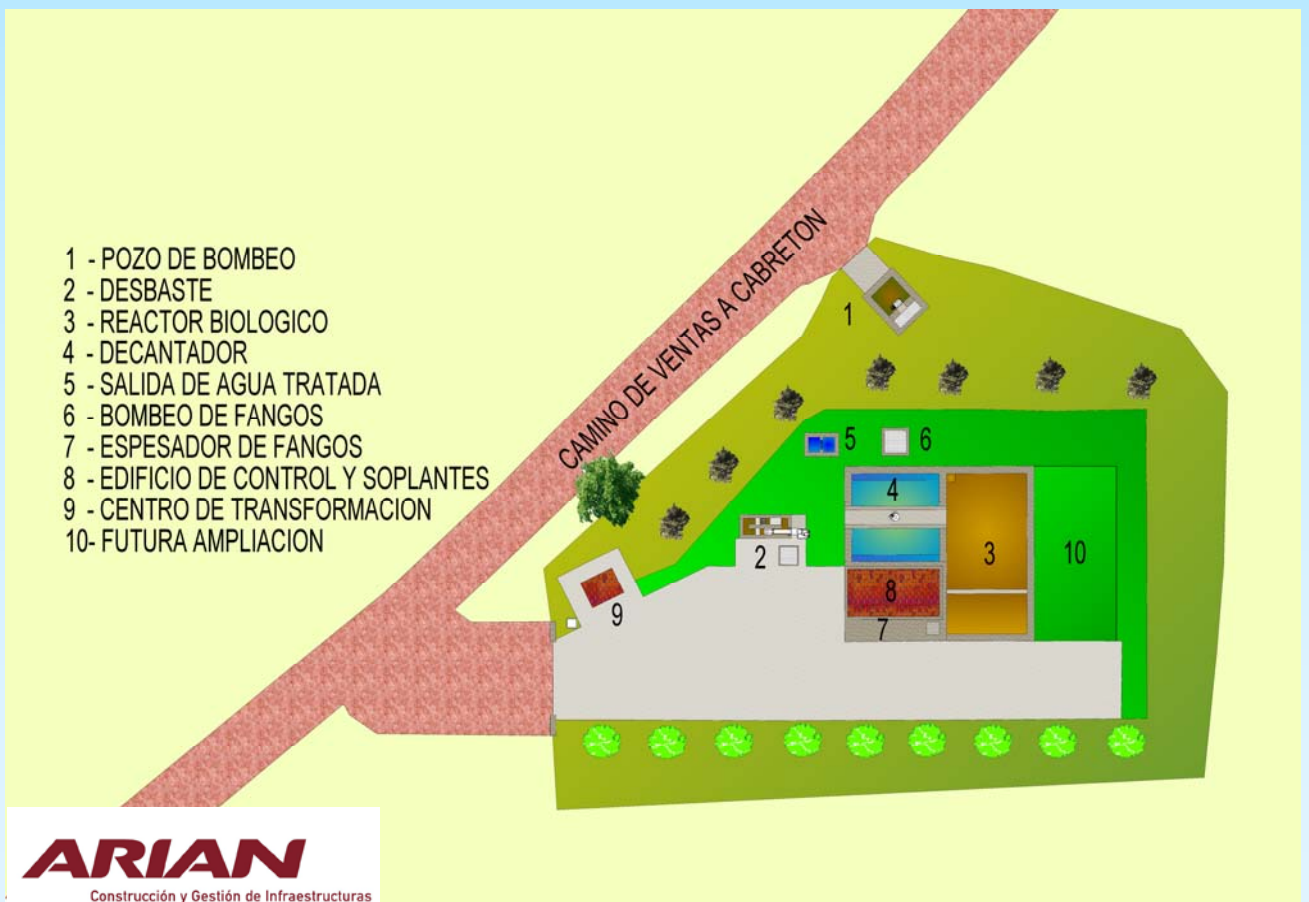 1 - POZO DE BOMBEO
2 - DESBASTE
3 - REACTOR BIOLOGICO
4 - DECANTADOR
5 - SALIDA DE AGUA TRATADA
6 - BOMBEO DE FANGOS
7 - ESPESADOR DE FANGOS
8 - EDIFICIO DE CONTROL Y SOPLANTES
9 - CENTRO DE TRANSFORMACION
10- FUTURA AMPLIACION
CAMINO DE VENTAS A CABRETON
1
5
6
4
2
3
10
8
9
7
ARIAN
Construcción y Gestión de Infraestructuras